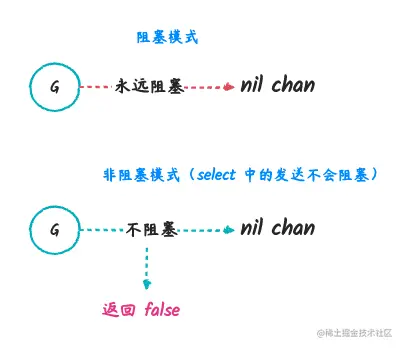 阻塞模式
G 永远阻塞 nil chan
非阻塞模式（select 中的发送不会阻塞）
G 不阻塞 nil chan
返回 false
@稀土掘金技术社区